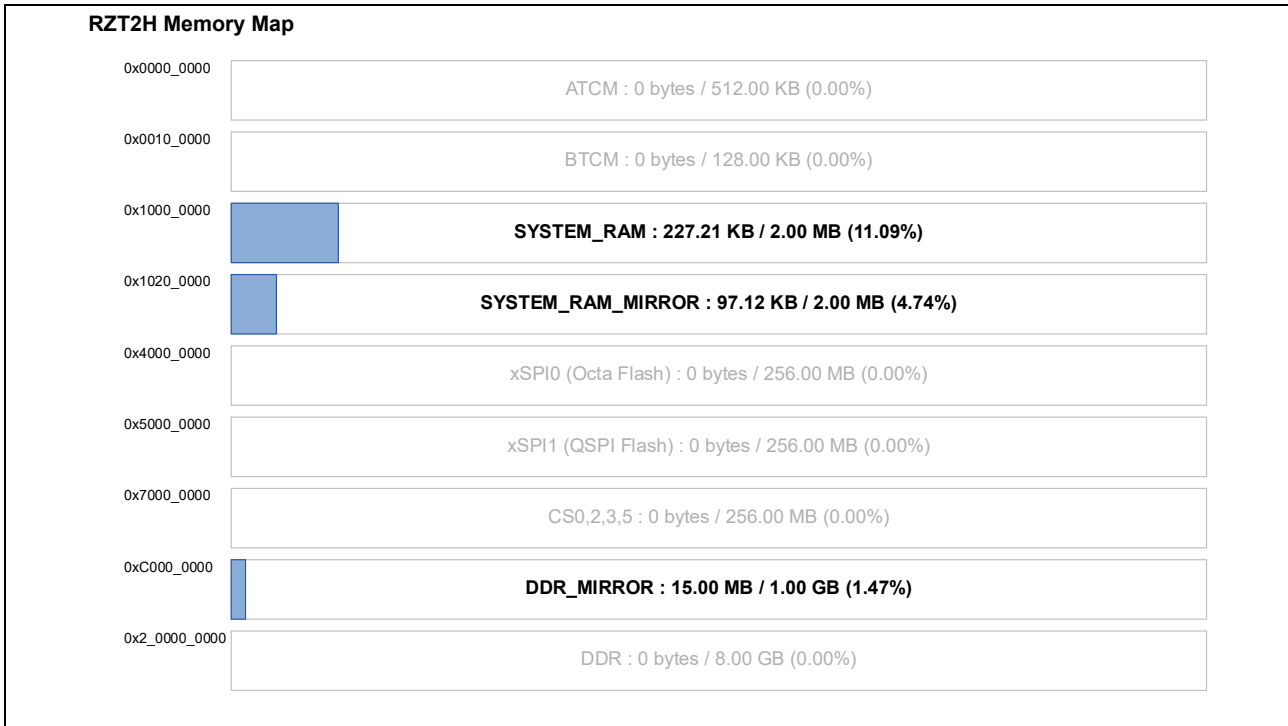 RZT2H Memory Map
0x0000_0000
ATCM : 0 bytes / 512.00 KB (0.00%)
0x0010_0000
BTCM : 0 bytes / 128.00 KB (0.00%)
0x1000_0000
SYSTEM_RAM : 227.21 KB / 2.00 MB (11.09%)
0x1020_0000
SYSTEM_RAM_MIRROR : 97.12 KB / 2.00 MB (4.74%)
0x4000_0000
xSPI0 (Octa Flash) : 0 bytes / 256.00 MB (0.00%)
0x5000_0000
xSPI1 (QSPI Flash) : 0 bytes / 256.00 MB (0.00%)
0x7000_0000
CS0,2,3,5 : 0 bytes / 256.00 MB (0.00%)
0xC000_0000
DDR_MIRROR : 15.00 MB / 1.00 GB (1.47%)
0x2_0000_0000
DDR : 0 bytes / 8.00 GB (0.00%)